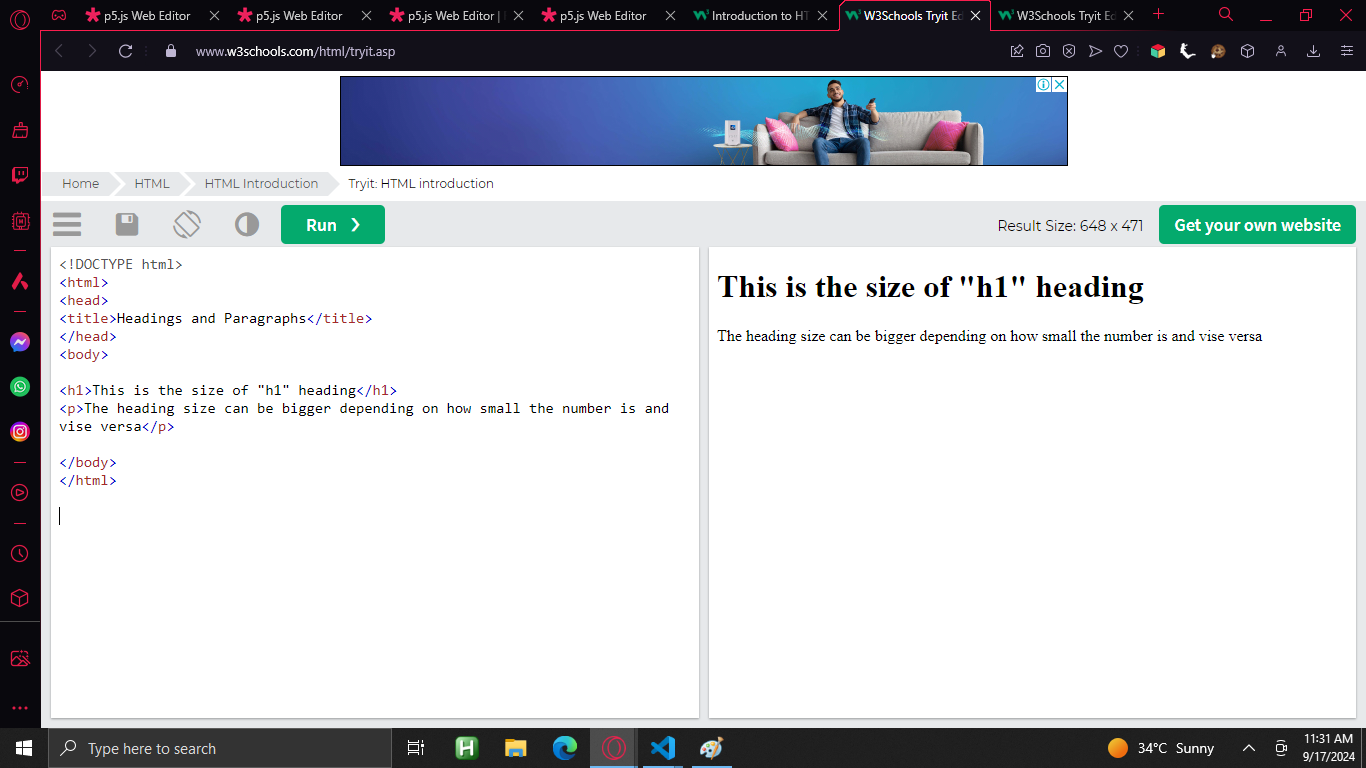 p5.js Web Editor
p5.js Web Editor
p5.js Web Editor |
p5.js Web Editor
Introduction to HT
W3Schools Tryit Ed
W3Schools Tryit Ed
www.w3schools.com/html/tryit.asp
Home
HTML
HTML Introduction
Tryit: HTML introduction
Run ❯
Result Size: 648 x 471
Get your own website
<!DOCTYPE html>
<html>
<head>
<title>Headings and Paragraphs</title>
</head>
<body>
<h1>This is the size of "h1" heading</h1>
<p>The heading size can be bigger depending on how small the number is and
vise versa</p>
</body>
</html>
This is the size of "h1" heading
The heading size can be bigger depending on how small the number is and vise versa
Type here to search
34°C Sunny
11:31 AM
9/17/2024